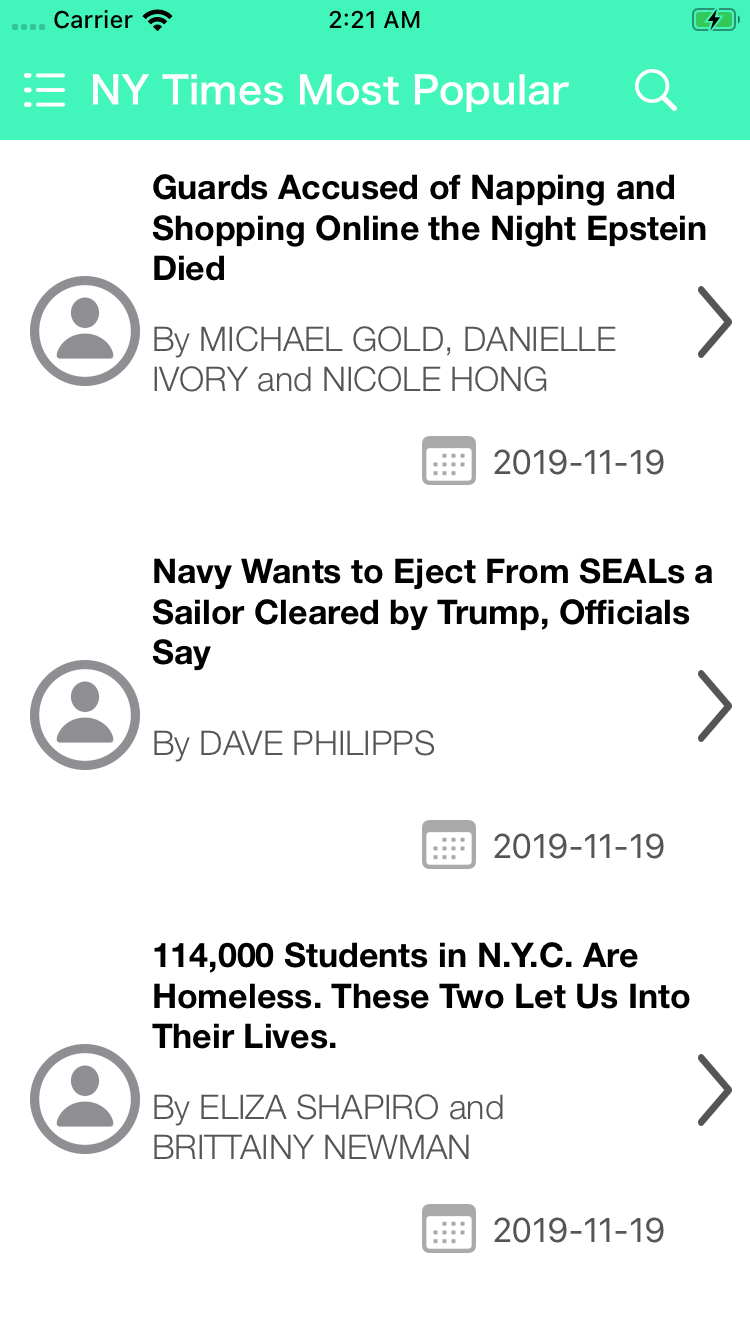 Carrier 2:21 AM
NY Times Most Popular
Guards Accused of Napping and
Shopping Online the Night Epstein
Died
By MICHAEL GOLD, DANIELLE
IVORY and NICOLE HONG
2019-11-19
Navy Wants to Eject From SEALs a
Sailor Cleared by Trump, Officials
Say
By DAVE PHILIPPS
2019-11-19
114,000 Students in N.Y.C. Are
Homeless. These Two Let Us Into
Their Lives.
By ELIZA SHAPIRO and
BRITTAINY NEWMAN
2019-11-19